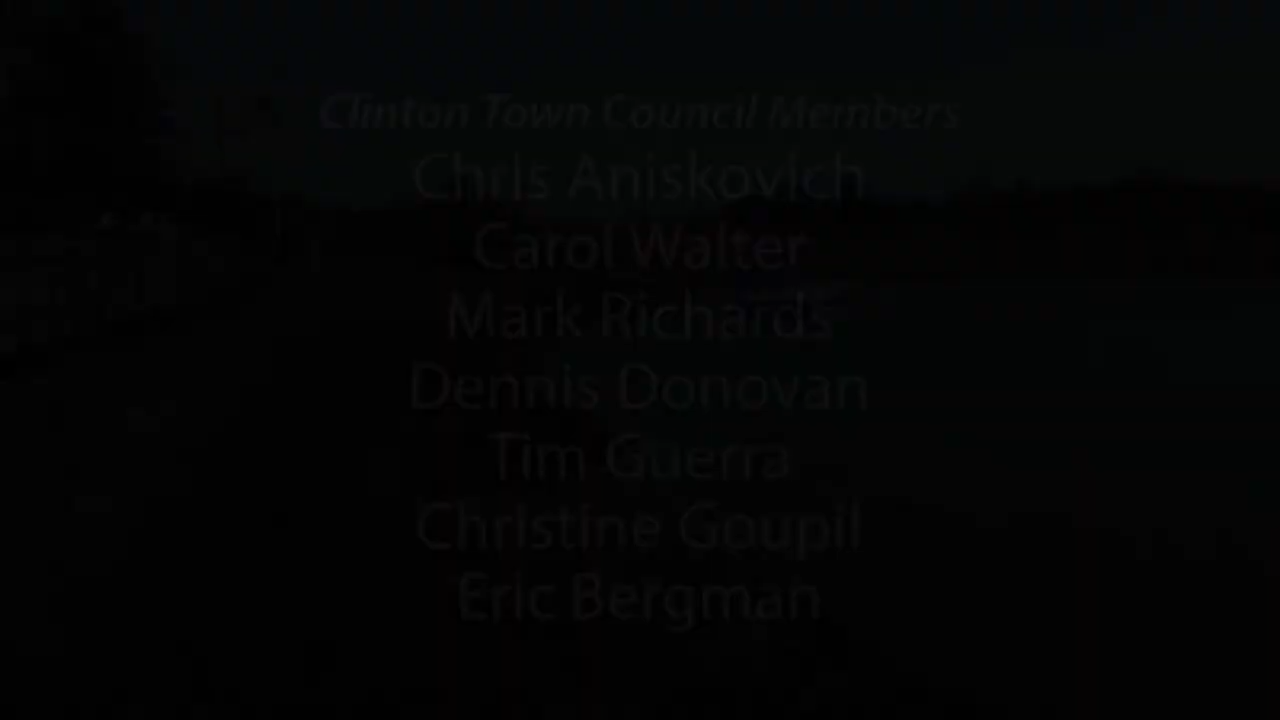 Clinton Town Council Members
Chris Aniskovich
Carol Walter
Mark Richards
Dennis Donovan
Tim Guerra
Christine Goupil
Eric Bergman